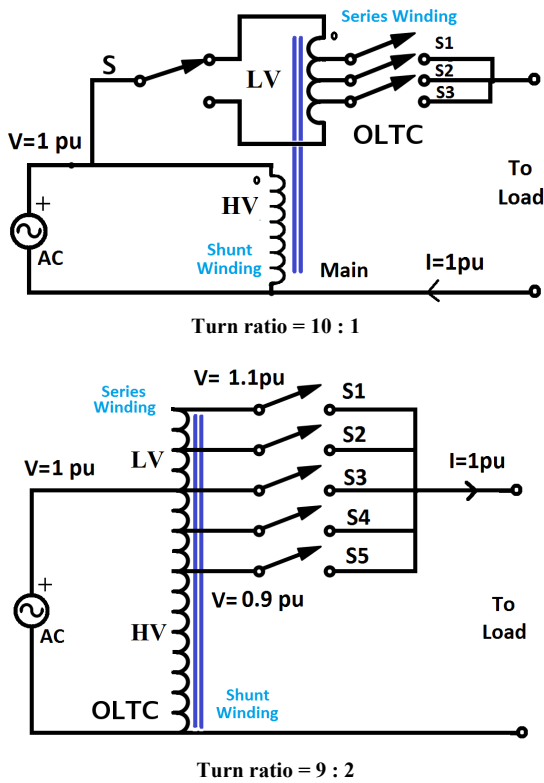 Series Winding
S
LV
S1
S2
S3
OLTC
V=1 pu
To
Load
HV
+
AC
Shunt
Winding
Main
I=1pu
Turn ratio = 10 : 1
Series
Winding
V= 1.1pu
S1
S2
LV
V=1 pu
S3
I=1pu
S4
S5
+
AC
V= 0.9 pu
To
Load
HV
OLTC
Shunt
Winding
Turn ratio = 9 : 2